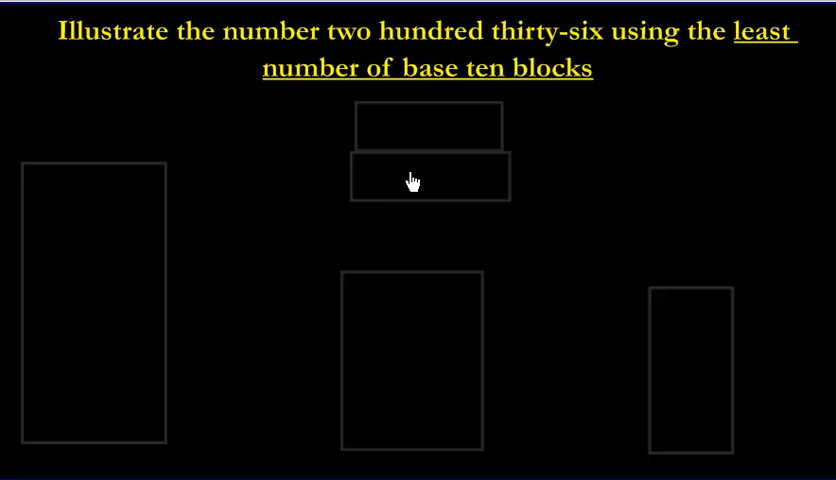 Illustrate the number two hundred thirty-six using the least
number of base ten blocks